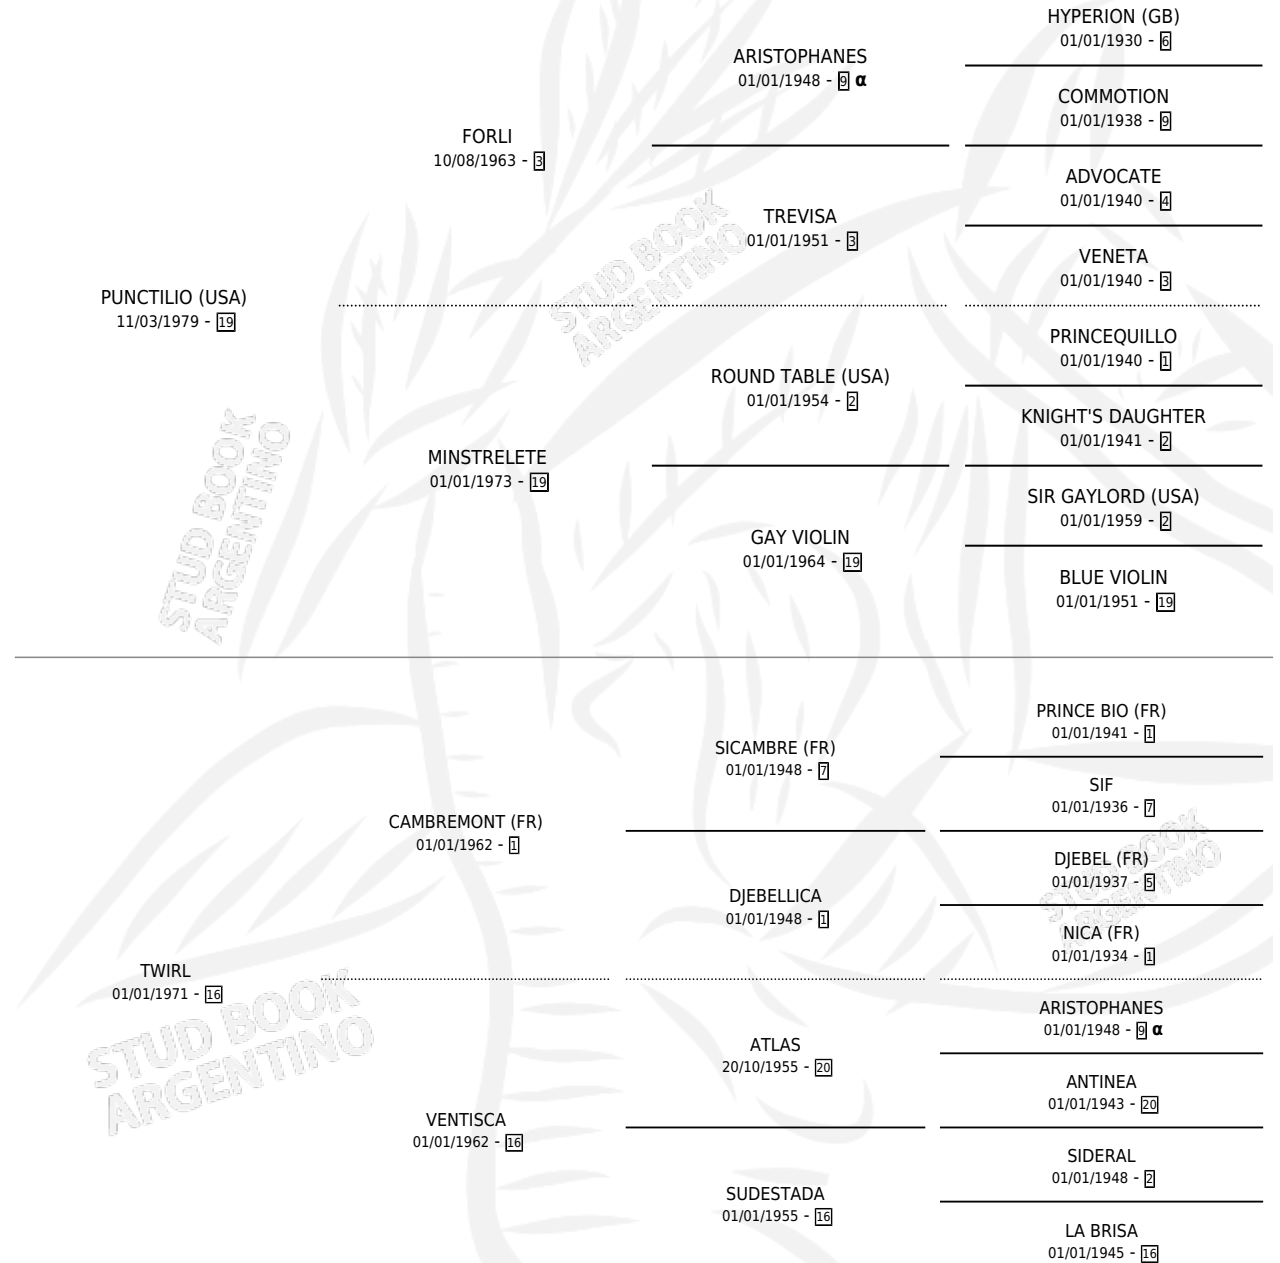 HYPERION (GB)
01/01/1930 - 6
ARISTOPHANES
01/01/1948 - 9 α
COMMOTION
01/01/1938 - 9
FORLI
10/08/1963 - 3
ADVOCATE
01/01/1940 - 4
TREVISA
01/01/1951 - 3
VENETA
01/01/1940 - 3
PUNCTILIO (USA)
11/03/1979 - 19
PRINCEQUILLO
01/01/1940 - 1
ROUND TABLE (USA)
01/01/1954 - 2
KNIGHT'S DAUGHTER
01/01/1941 - 2
MINSTRELETE
01/01/1973 - 19
SIR GAYLORD (USA)
01/01/1959 - 2
GAY VIOLIN
01/01/1964 - 19
BLUE VIOLIN
01/01/1951 - 19
PRINCE BIO (FR)
01/01/1941 - 1
SICAMBRE (FR)
01/01/1948 - 7
SIF
01/01/1936 - 7
CAMBREMONT (FR)
01/01/1962 - 1
DJEBEL (FR)
01/01/1937 - 5
DJEBELLICA
01/01/1948 - 1
NICA (FR)
01/01/1934 - 1
TWIRL
01/01/1971 - 16
ARISTOPHANES
01/01/1948 - 9 α
ATLAS
20/10/1955 - 20
ANTINEA
01/01/1943 - 20
VENTISCA
01/01/1962 - 16
SIDERAL
01/01/1948 - 2
SUDESTADA
01/01/1955 - 16
LA BRISA
01/01/1945 - 16
STUD BOOK
ARGENTINO
STUD BOOK
ARGENTINO
STUD BOOK
ARGENTINO
STUD BOOK
ARGENTINO